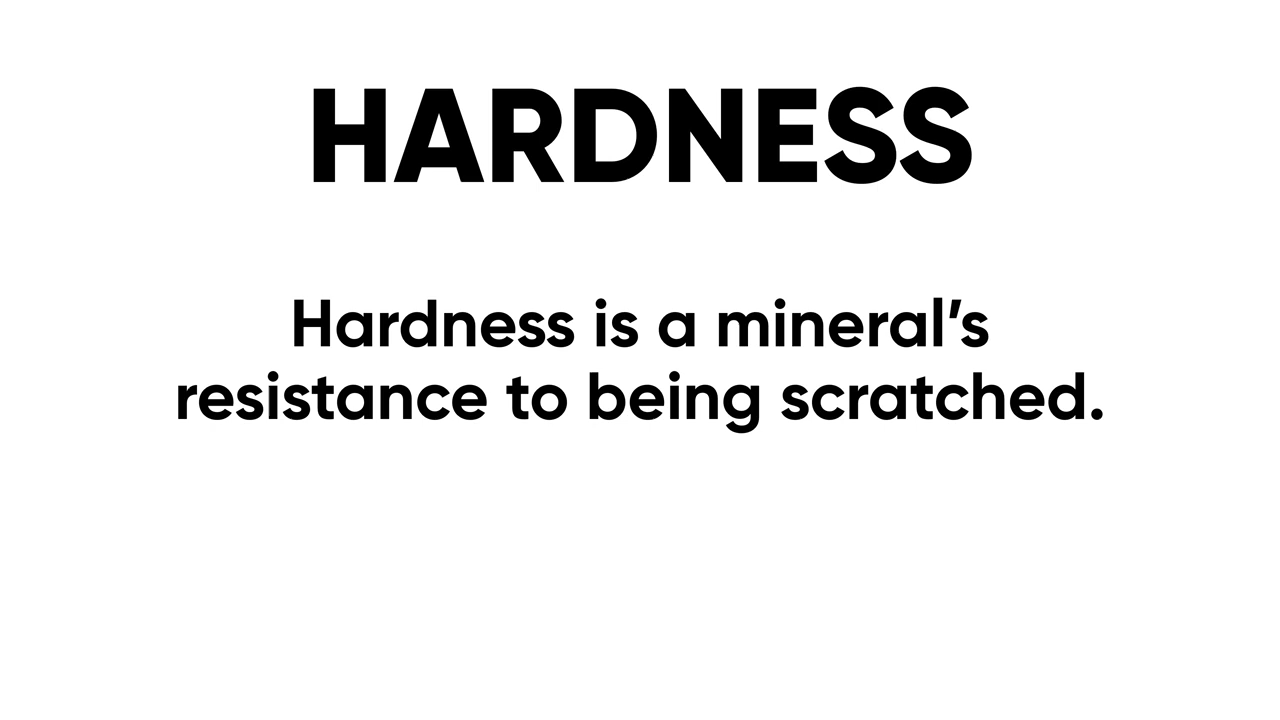 HARDNESS
Hardness is a mineral’s
resistance to being scratched.